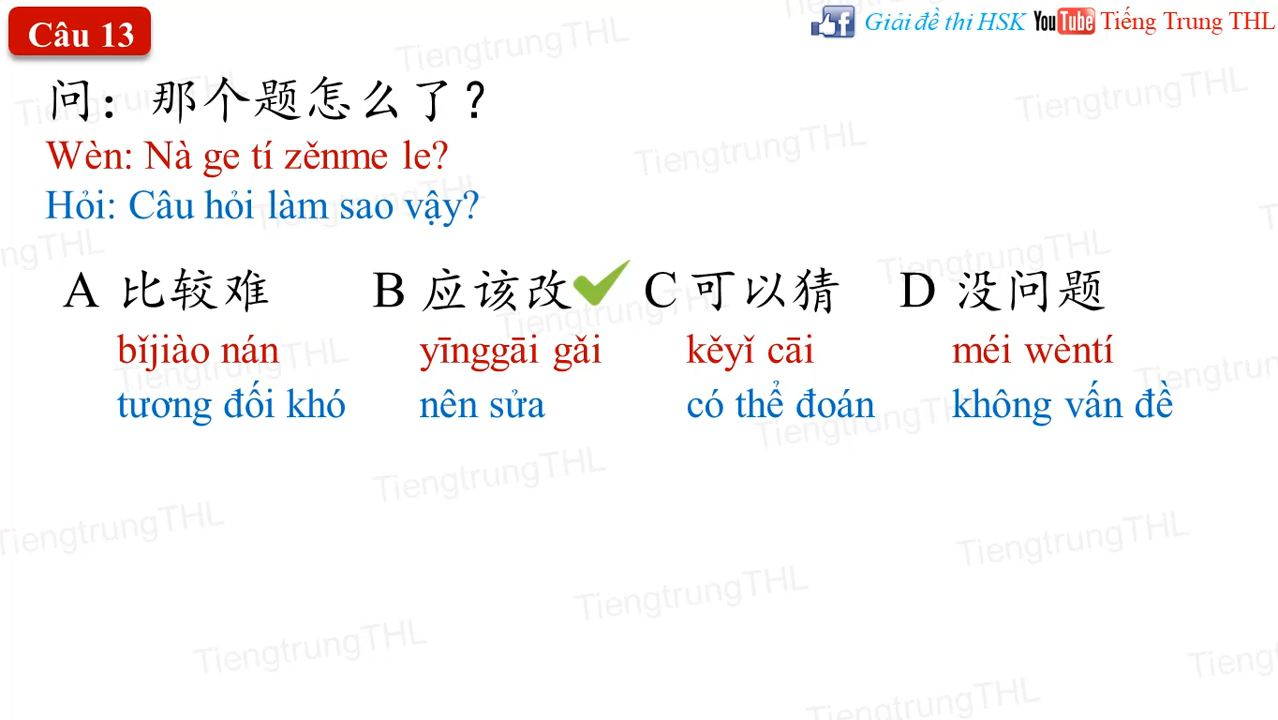 Câu 13
Giải đề thi HSK YouTube Tiếng Trung THL
问：那个题怎么了？
Wèn: Nà ge tí zěnme le?
Hỏi: Câu hỏi làm sao vậy?
A 比较难 B 应该改 C 可以猜 D 没问题
bǐjiào nán yīnggāi gǎi kěyǐ cāi méi wèntí
tương đối khó nên sửa có thể đoán không vấn đề
TiengtrungTHL